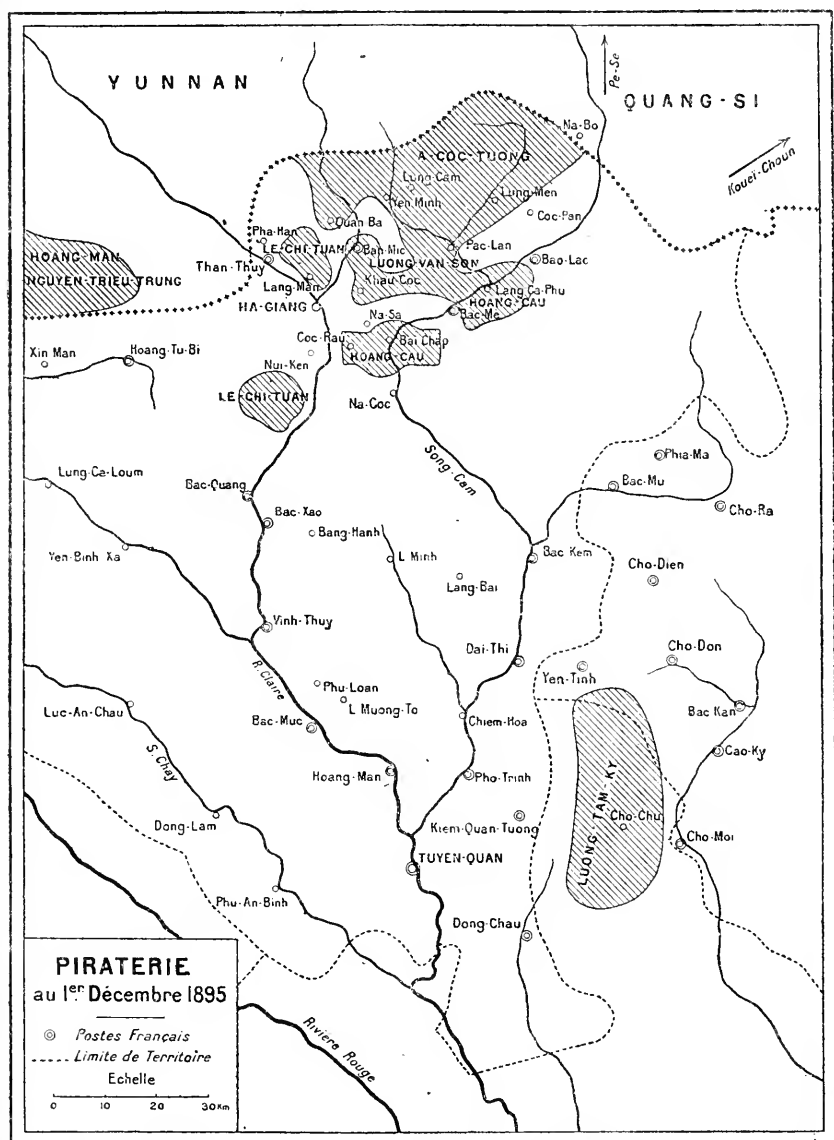 YUNNAN
Pe-Se
QUANG-SI
Na-Bo
Koueï-Choun
A-COC-TUONG
Lung-Cam
Yen Minh
Lung-Men
Coc-Pan
Quan Ba
Pha-Han
LE-CHI-TUAN
Ban-Mic
Pac-Lan
HOANG-MAN
NGUYEN-TRIEU-TRUNG
Than-Thuy
LUONG-VAN-SON
Bao-Lac
Lang-Man
Khau-Coc
Lang Ca-Phu
HA-GIANG
HOANG-CAU
Bac-Me
Na-Sa
Coc-Rau
Bai Chap
Xin Man
Hoang-Tu-Bi
HOANG-CAU
Nui-Ken
LE-CHI-TUAN
Na-Coc
Song-Cam
Phia-Ma
Lung-Ca-Loum
Bac-Quang
Bac-Mu
Cho-Ra
Bac-Xao
Bang-Hanh
Yen-Binh Xa
L Minh
Bac Kem
Lang-Bai
Cho-Dien
Vinh-Thuy
Dai-Thi
Cho-Don
Yen-Tinh
R. Claire
Phu-Loan
L Muong-To
Luc-An-Chau
Bac-Muc
Chiem-Hoa
Bac Kan
S. Chay
Hoang-Man
Pho-Trinh
Cao-Ky
LUONG TAM-KY
Dong-Lam
Kiem-Quan-Tuong
Cho-Chu
Cho-Moi
TUYEN-QUAN
Phu-An-Binh
Dong-Chau
PIRATERIE
au 1er Décembre 1895
Postes Français
Limite de Territoire
Echelle
0 10 20 30 Km
Rivière Rouge